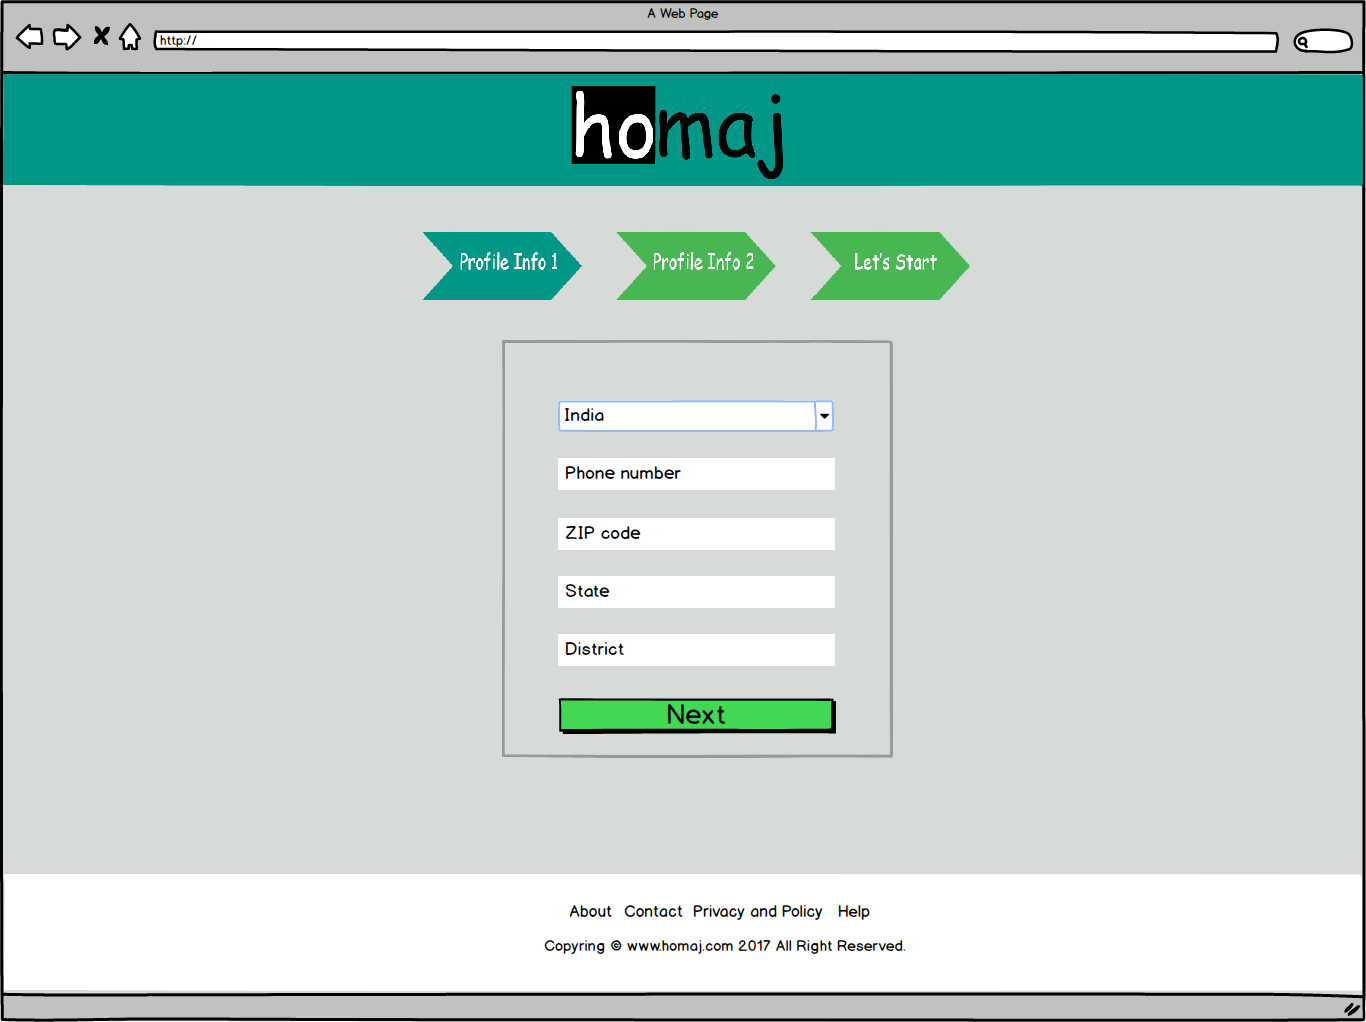 A Web Page
http://
homaj
Profile Info 1
Profile Info 2
Let's Start
India
Phone number
ZIP code
State
District
Next
About Contact Privacy and Policy Help
Copyring © www.homaj.com 2017 All Right Reserved.